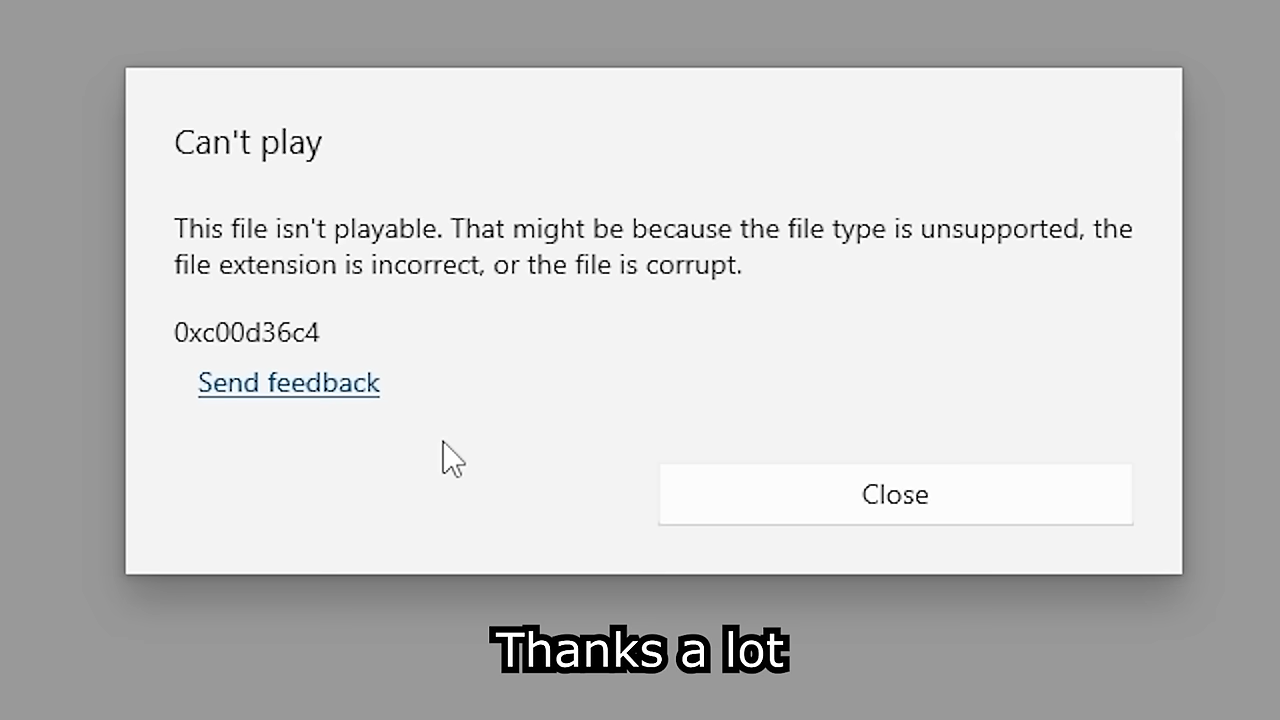 Can't play
This file isn't playable. That might be because the file type is unsupported, the
file extension is incorrect, or the file is corrupt.
0xc00d36c4
Send feedback
Close
Thanks a lot